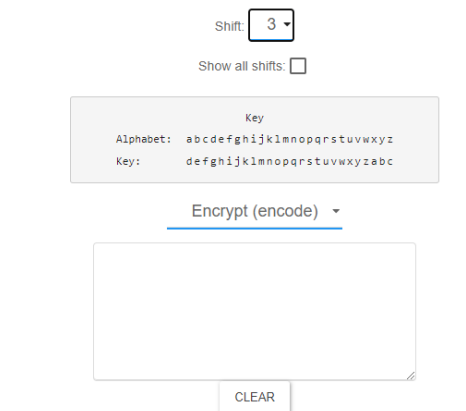 Shift: 3
Show all shifts:
Key
Alphabet: abcdefghijklmnopqrstuvwxyz
Key: defghijklmnopqrstuvwxyzabc
Encrypt (encode)
CLEAR